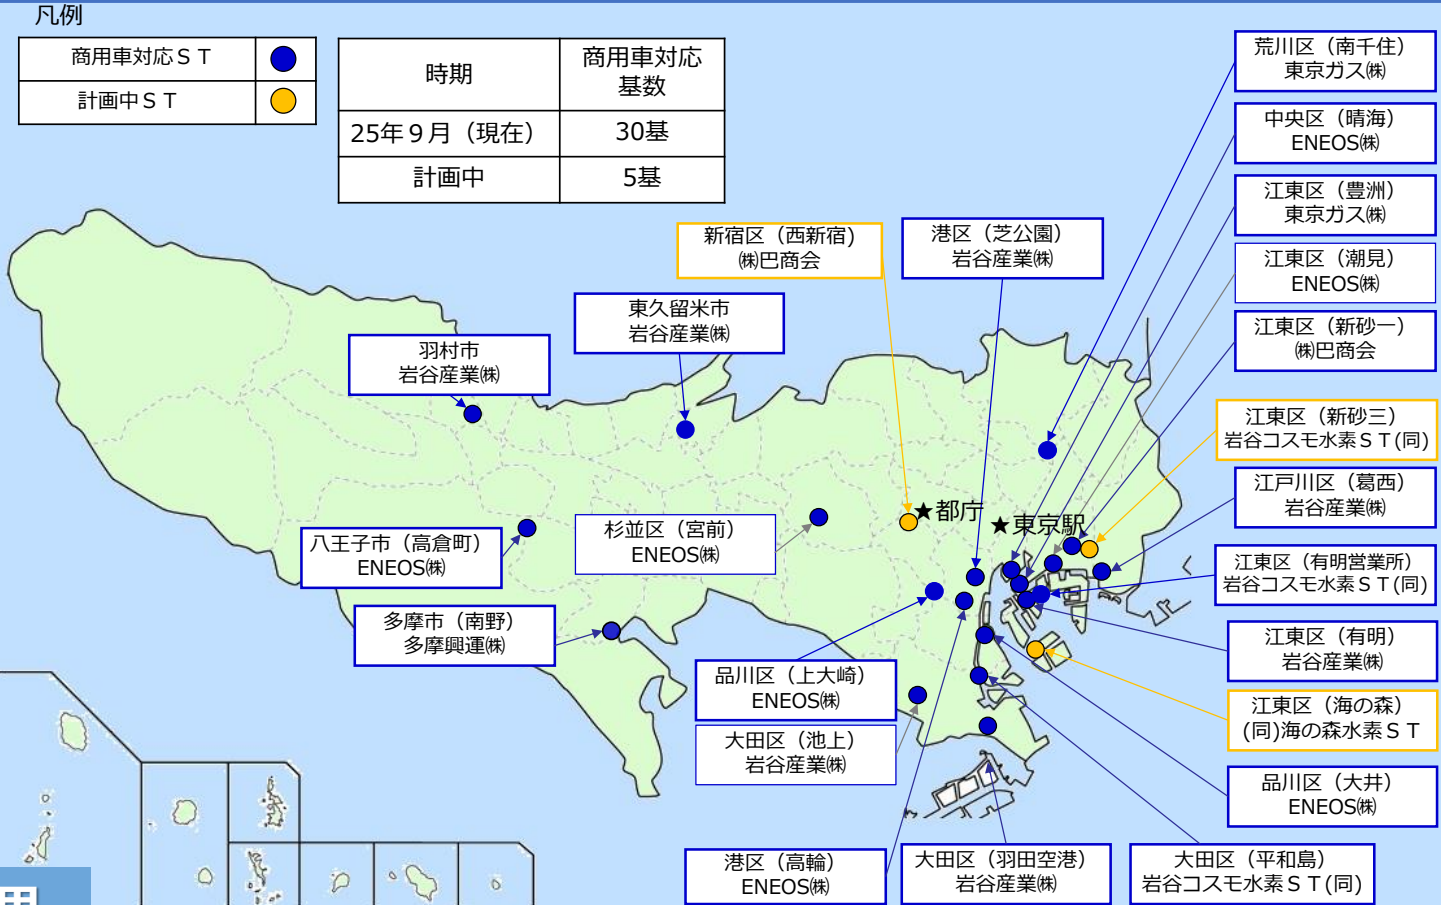 凡例
商用車対応ＳＴ
計画中ＳＴ
時期
商用車対応
基数
25年９月（現在）
30基
計画中
5基
荒川区（南千住）
東京ガス㈱
中央区（晴海）
ENEOS㈱
江東区（豊洲）
東京ガス㈱
江東区（潮見）
ENEOS㈱
江東区（新砂一）
㈱巴商会
新宿区（西新宿)
㈱巴商会
港区（芝公園）
岩谷産業㈱
東久留米市
岩谷産業㈱
羽村市
岩谷産業㈱
江東区（新砂三）
岩谷コスモ水素ＳＴ(同)
江戸川区（葛西）
岩谷産業㈱
★都庁
★東京駅
杉並区（宮前）
ENEOS㈱
八王子市（高倉町）
ENEOS㈱
江東区（有明営業所）
岩谷コスモ水素ＳＴ(同)
多摩市（南野）
多摩興運㈱
江東区（有明）
岩谷産業㈱
品川区（上大崎）
ENEOS㈱
江東区（海の森）
(同)海の森水素ＳＴ
大田区（池上）
岩谷産業㈱
品川区（大井）
ENEOS㈱
港区（高輪）
ENEOS㈱
大田区（羽田空港）
岩谷産業㈱
大田区（平和島）
岩谷コスモ水素ＳＴ(同)